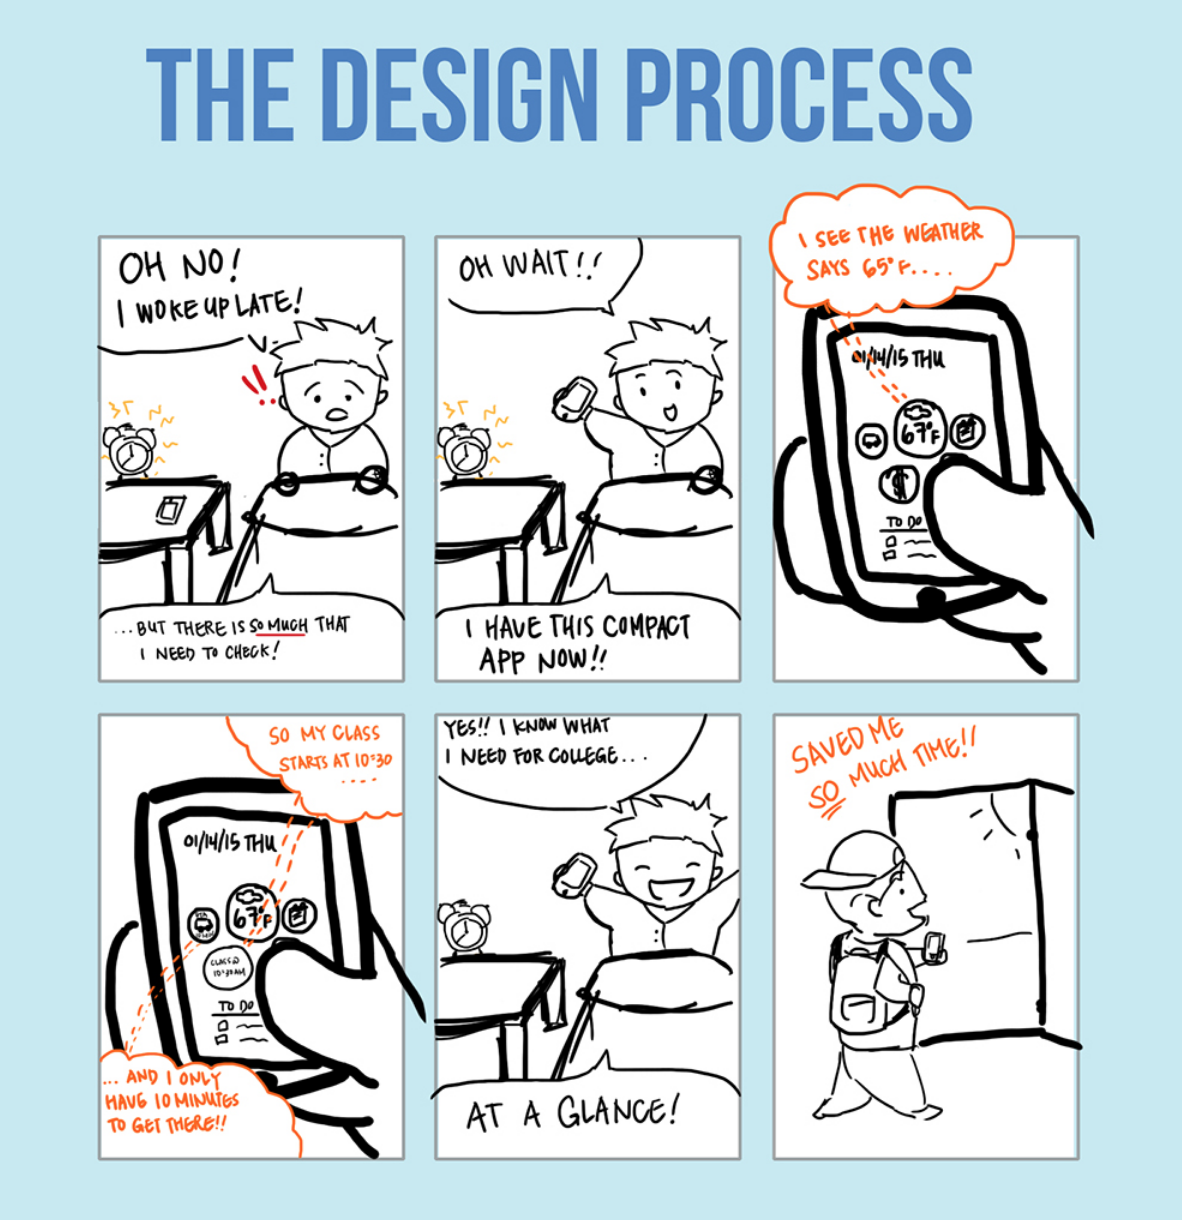 THE DESIGN PROCESS
OH NO!
I WOKE UP LATE!
...BUT THERE IS SO MUCH THAT
I NEED TO CHECK!
OH WAIT!!
I HAVE THIS COMPACT
APP NOW!!
I SEE THE WEATHER
SAYS 65°F....
01/14/15 THU
67°F
$
TO DO
SO MY CLASS
STARTS AT 10:30
....
01/14/15 THU
67°F
CLASS@
10:30AM
TO DO
... AND I ONLY
HAVE 10 MINUTES
TO GET THERE!!
YES!! I KNOW WHAT
I NEED FOR COLLEGE...
AT A GLANCE!
SAVED ME
SO MUCH TIME!!